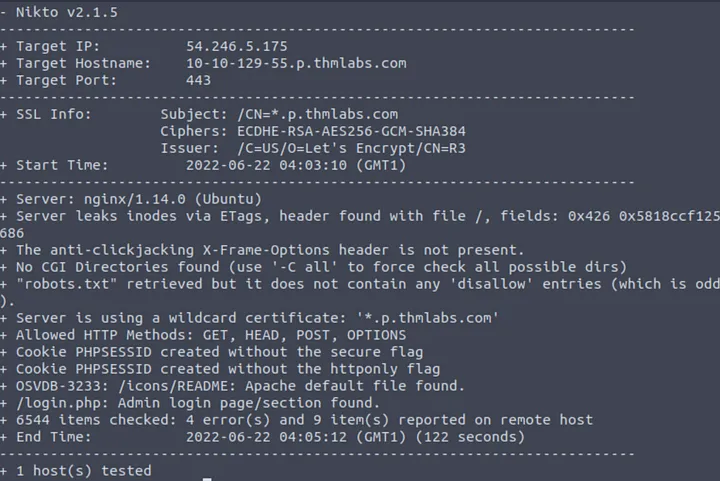 - Nikto v2.1.5
---------------------------------------------------------------------------
+ Target IP:          54.246.5.175
+ Target Hostname:    10-10-129-55.p.thmlabs.com
+ Target Port:        443
---------------------------------------------------------------------------
+ SSL Info:        Subject: /CN=*.p.thmlabs.com
                   Ciphers: ECDHE-RSA-AES256-GCM-SHA384
                   Issuer:  /C=US/O=Let's Encrypt/CN=R3
+ Start Time:         2022-06-22 04:03:10 (GMT1)
---------------------------------------------------------------------------
+ Server: nginx/1.14.0 (Ubuntu)
+ Server leaks inodes via ETags, header found with file /, fields: 0x426 0x5818ccf125
686
+ The anti-clickjacking X-Frame-Options header is not present.
+ No CGI Directories found (use '-C all' to force check all possible dirs)
+ "robots.txt" retrieved but it does not contain any 'disallow' entries (which is odd
).
+ Server is using a wildcard certificate: '*.p.thmlabs.com'
+ Allowed HTTP Methods: GET, HEAD, POST, OPTIONS
+ Cookie PHPSESSID created without the secure flag
+ Cookie PHPSESSID created without the httponly flag
+ OSVDB-3233: /icons/README: Apache default file found.
+ /login.php: Admin login page/section found.
+ 6544 items checked: 4 error(s) and 9 item(s) reported on remote host
+ End Time:           2022-06-22 04:05:12 (GMT1) (122 seconds)
---------------------------------------------------------------------------
+ 1 host(s) tested